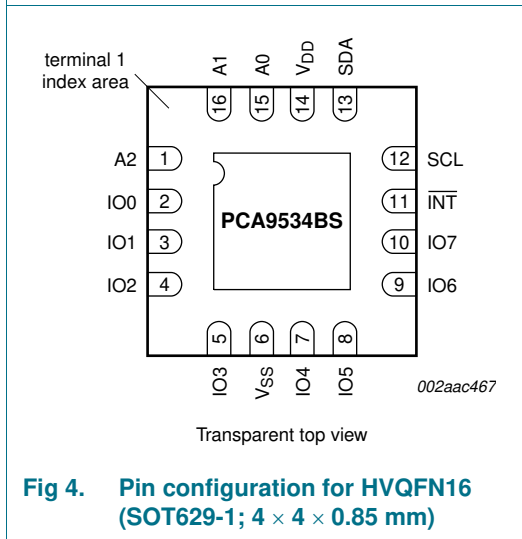 terminal 1
index area
A1
A0
VDD
SDA
16
15
14
13
A2 1
12 SCL
IO0 2
11 INT
PCA9534BS
IO1 3
10 IO7
IO2 4
9 IO6
5
6
7
8
IO3
VSS
IO4
IO5
002aac467
Transparent top view
Fig 4. Pin configuration for HVQFN16
(SOT629-1; 4 × 4 × 0.85 mm)